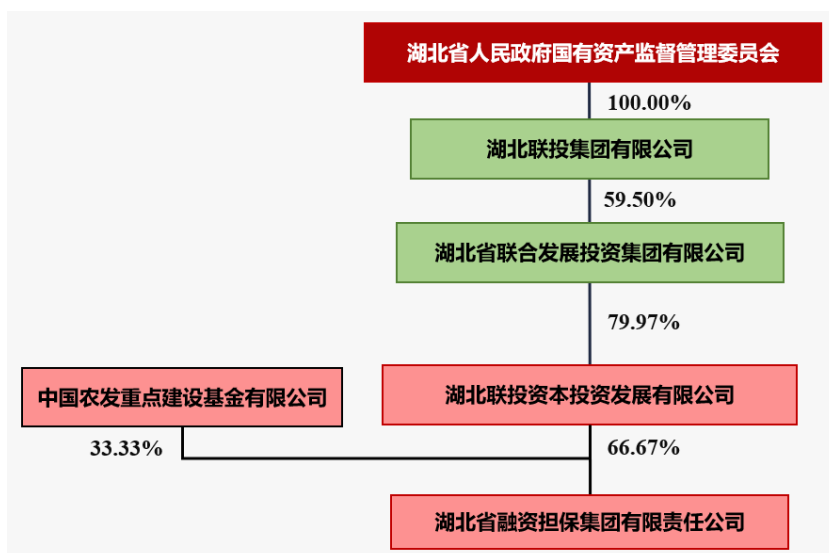 湖北省人民政府国有资产监督管理委员会
100.00%
湖北联投集团有限公司
59.50%
湖北省联合发展投资集团有限公司
79.97%
中国农发重点建设基金有限公司
湖北联投资本投资发展有限公司
33.33%
66.67%
湖北省融资担保集团有限责任公司